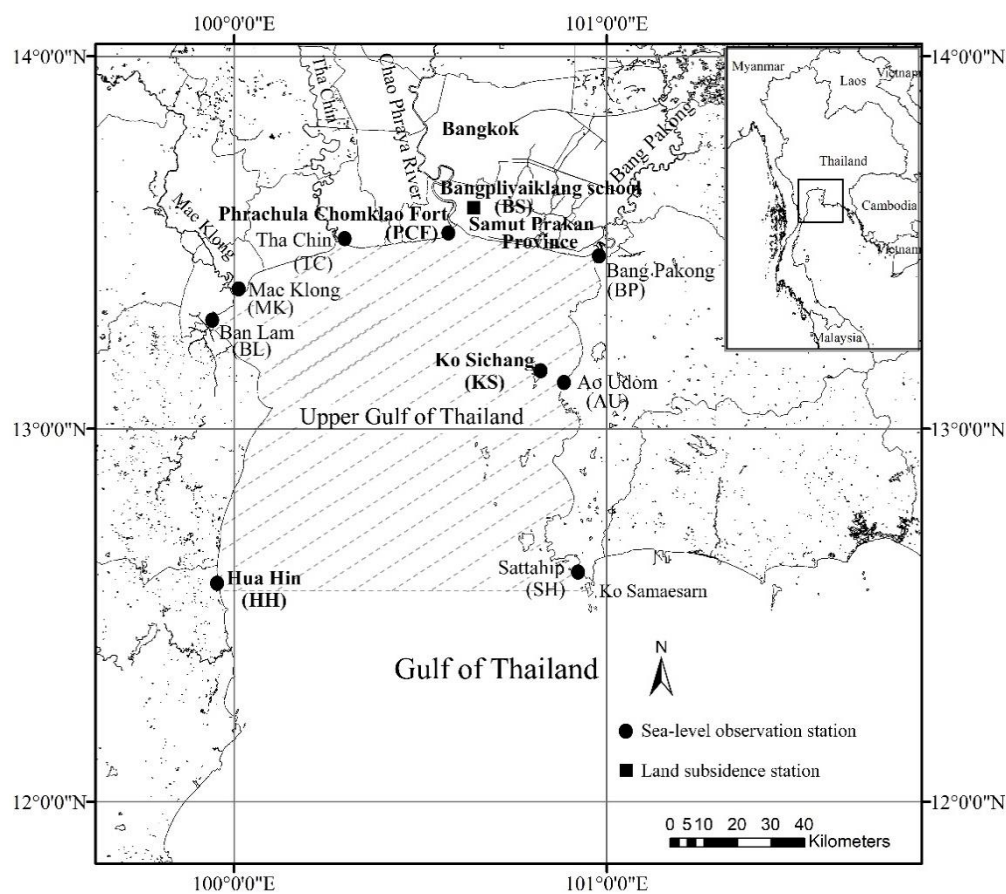 100°0'0"E
101°0'0"E
14°0'0"N
14°0'0"N
Tha Chin
Chao Phraya River
Bangkok
Bang Pakong
Mae Klong
Bangpliyaiklang school
(BS)
Phrachula Chomklao Fort
(PCF)
Samut Prakan
Province
Tha Chin
(TC)
Bang Pakong
(BP)
Mae Klong
(MK)
Ban Lam
(BL)
Ko Sichang
(KS)
Ao Udom
(AU)
13°0'0"N
13°0'0"N
Upper Gulf of Thailand
Hua Hin
(HH)
Sattahip
(SH)
Ko Samaesarn
Gulf of Thailand
N
Sea-level observation station
Land subsidence station
12°0'0"N
12°0'0"N
0 5 10 20 30 40
Kilometers
100°0'0"E
101°0'0"E
Myanmar
Laos
Vietnam
Thailand
Cambodia
Vietnam
Malaysia